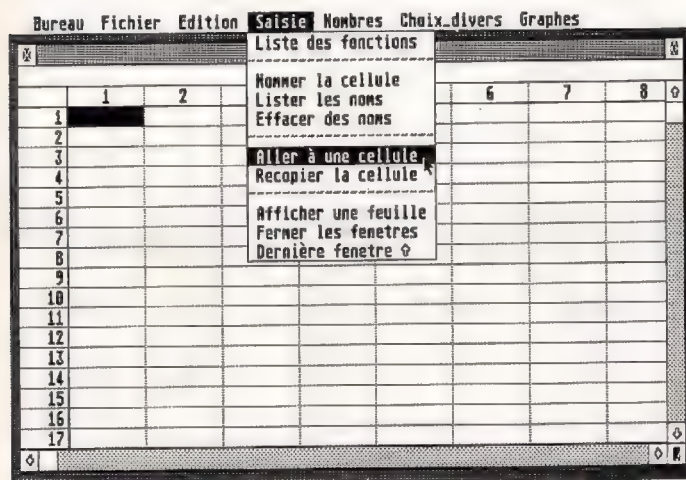 Bureau Fichier Edition Saisie Nombres Choix_divers Graphes
Liste des fonctions
Nommer la cellule
Lister les noms
Effacer des noms
Aller à une cellule
Recopier la cellule
Afficher une feuille
Fermer les fenetres
Dernière fenetre ⇧
1 2 6 7 8
1
2
3
4
5
6
7
8
9
10
11
12
13
14
15
16
17